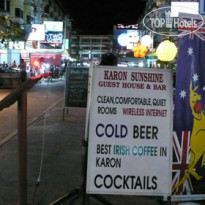 TOP HOTELS
KARON SUNSHINE
GUEST HOUSE & BAR
CLEAN, COMFORTABLE, QUIET
ROOMS WIRELESS INTERNET
COLD BEER
BEST IRISH COFFEE IN
KARON
COCKTAILS